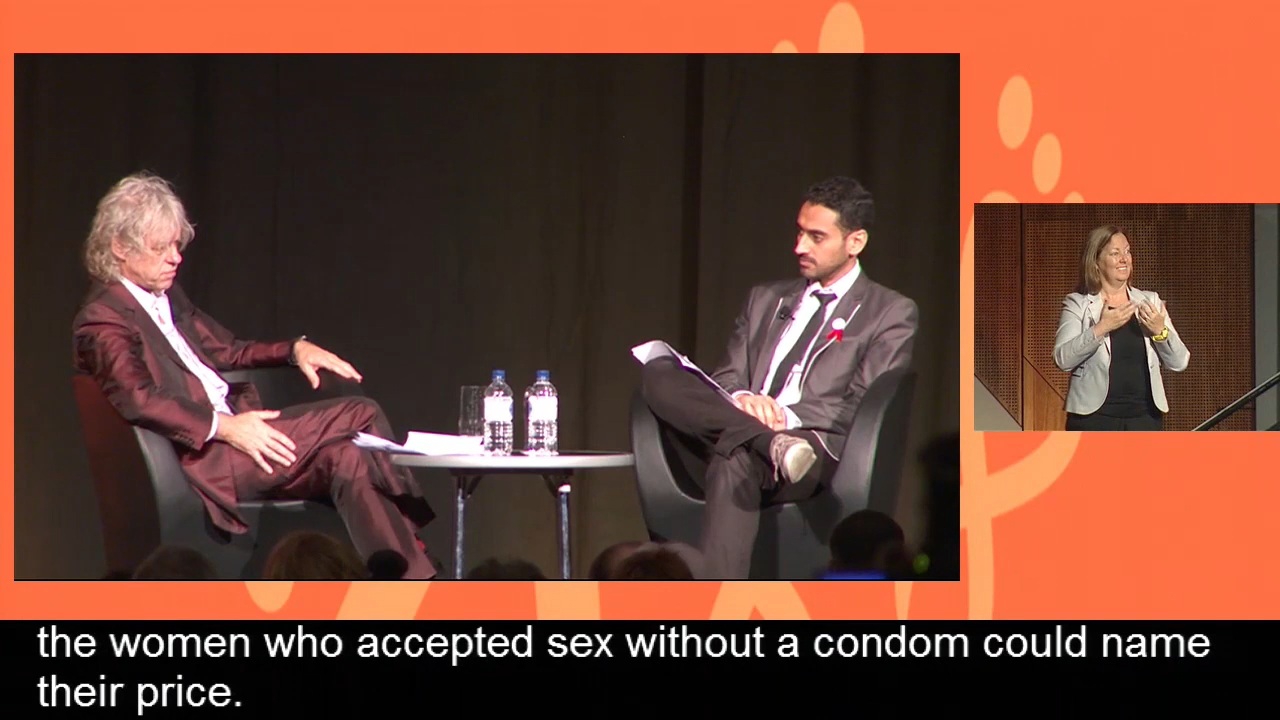 the women who accepted sex without a condom could name
their price.